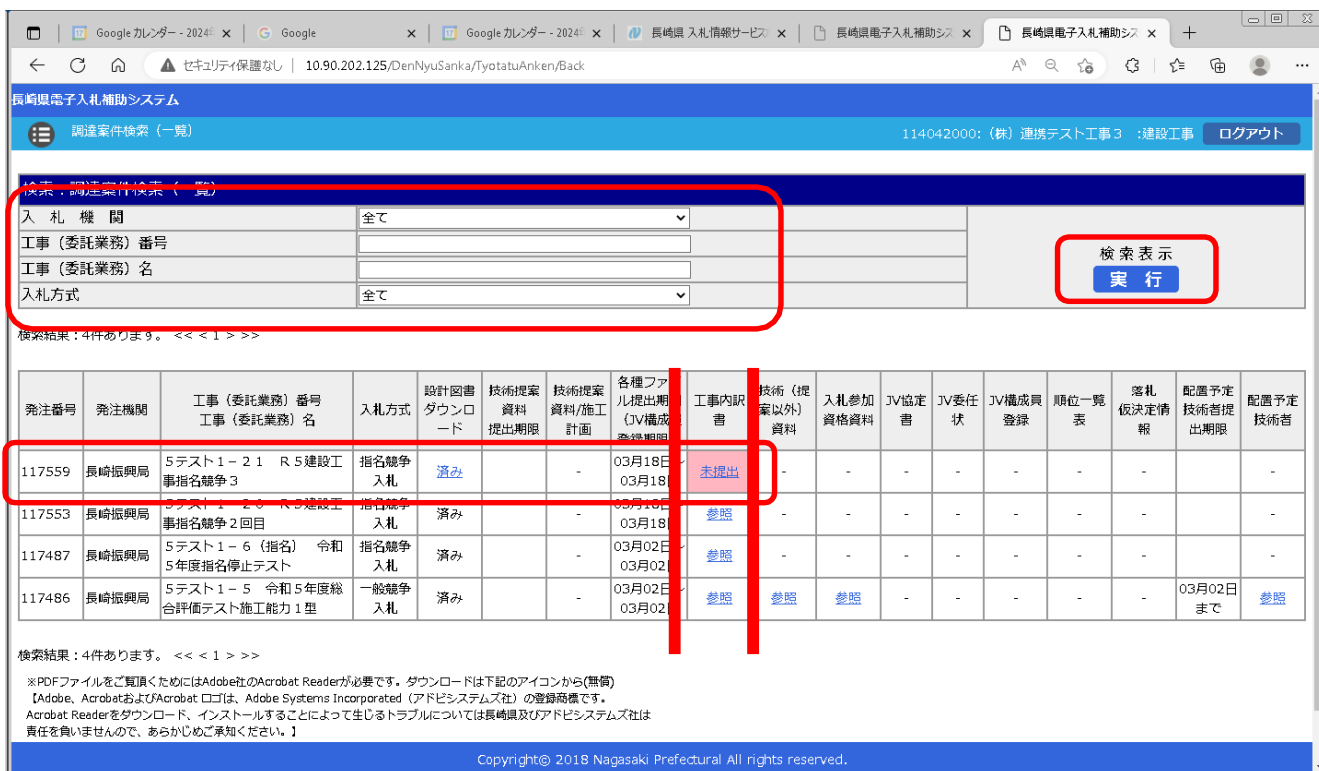 Google カレンダー - 2024年
Google
Google カレンダー - 2024年
長崎県 入札情報サービス
長崎県電子入札補助シス
長崎県電子入札補助シス
セキュリティ保護なし | 10.90.202.125/DenNyuSanka/TyotatuAnken/Back
長崎県電子入札補助システム
調達案件検索（一覧）
114042000:（株）連携テスト工事３ :建設工事 ログアウト
検索：調達案件検索（一覧）
入 札 機 関 全て
工事（委託業務）番号
工事（委託業務）名
入札方式 全て
検索表示
実 行
検索結果：4件あります。 << < 1 > >>
発注番号 発注機関 工事（委託業務）番号 工事（委託業務）名 入札方式 設計図書ダウンロード 技術提案資料提出期限 技術提案資料/施工計画 各種ファイル提出期 （JV構成 登録期限 工事内訳書 技術（提案以外）資料 入札参加資格資料 JV協定書 JV委任状 JV構成員登録 順位一覧表 落札仮決定情報 配置予定技術者提出期限 配置予定技術者
117559 長崎振興局 5テスト１－２１ Ｒ５建設工事指名競争３ 指名競争入札 済み - 03月18日～03月18 未提出 - - - - - - - -
117553 長崎振興局 5テスト１－２０ Ｒ５建設工事指名競争２回目 指名競争入札 済み - 03月18日～03月18 参照 - - - - - - - -
117487 長崎振興局 5テスト１－６（指名） 令和５年度指名停止テスト 指名競争入札 済み - 03月02日～03月02 参照 - - - - - - - -
117486 長崎振興局 5テスト１－５ 令和５年度総合評価テスト施工能力１型 一般競争入札 済み - 03月02日～03月02 参照 参照 参照 - - - - - 03月02日まで 参照
検索結果：4件あります。 << < 1 > >>
※PDFファイルをご覧頂くためにはAdobe社のAcrobat Readerが必要です。ダウンロードは下記のアイコンから(無償)
【Adobe、AcrobatおよびAcrobat ロゴは、Adobe Systems Incorporated（アドビシステムズ社）の登録商標です。
Acrobat Readerをダウンロード、インストールすることによって生じるトラブルについては長崎県及びアドビシステムズ社は
責任を負いませんので、あらかじめご承知ください。】
Copyright© 2018 Nagasaki Prefectural All rights reserved.